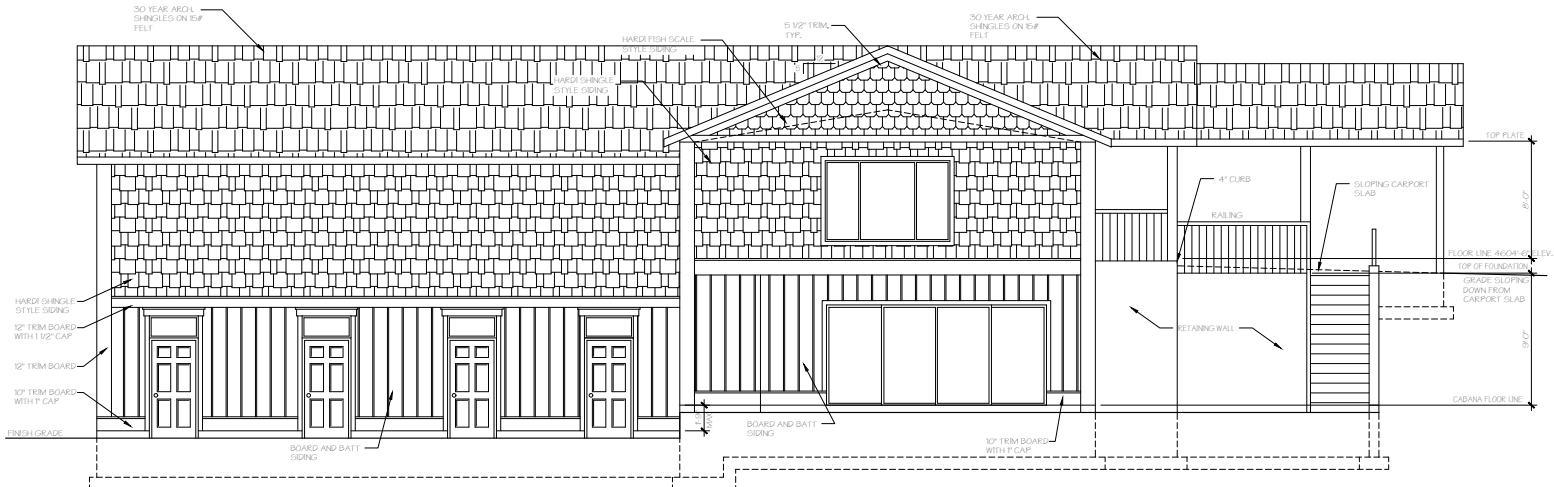 30 YEAR ARCH.
SHINGLES ON 15#
FELT
HARDI FISH SCALE
STYLE SIDING
5 1/2" TRIM,
TYP.
30 YEAR ARCH.
SHINGLES ON 15#
FELT
12
HARDI SHINGLE
STYLE SIDING
TOP PLATE
4" CURB
SLOPING CARPORT
SLAB
8'-0"
RAILING
FLOOR LINE 4604'-6" ELEV.
TOP OF FOUNDATION
GRADE SLOPING
DOWN FROM
CARPORT SLAB
HARDI SHINGLE
STYLE SIDING
12" TRIM BOARD
WITH 1 1/2" CAP
RETAINING WALL
9'-0"
12" TRIM BOARD
10" TRIM BOARD
WITH 1" CAP
CABANA FLOOR LINE
MAX.
FINISH GRADE
BOARD AND BATT
SIDING
BOARD AND BATT
SIDING
10" TRIM BOARD
WITH 1" CAP